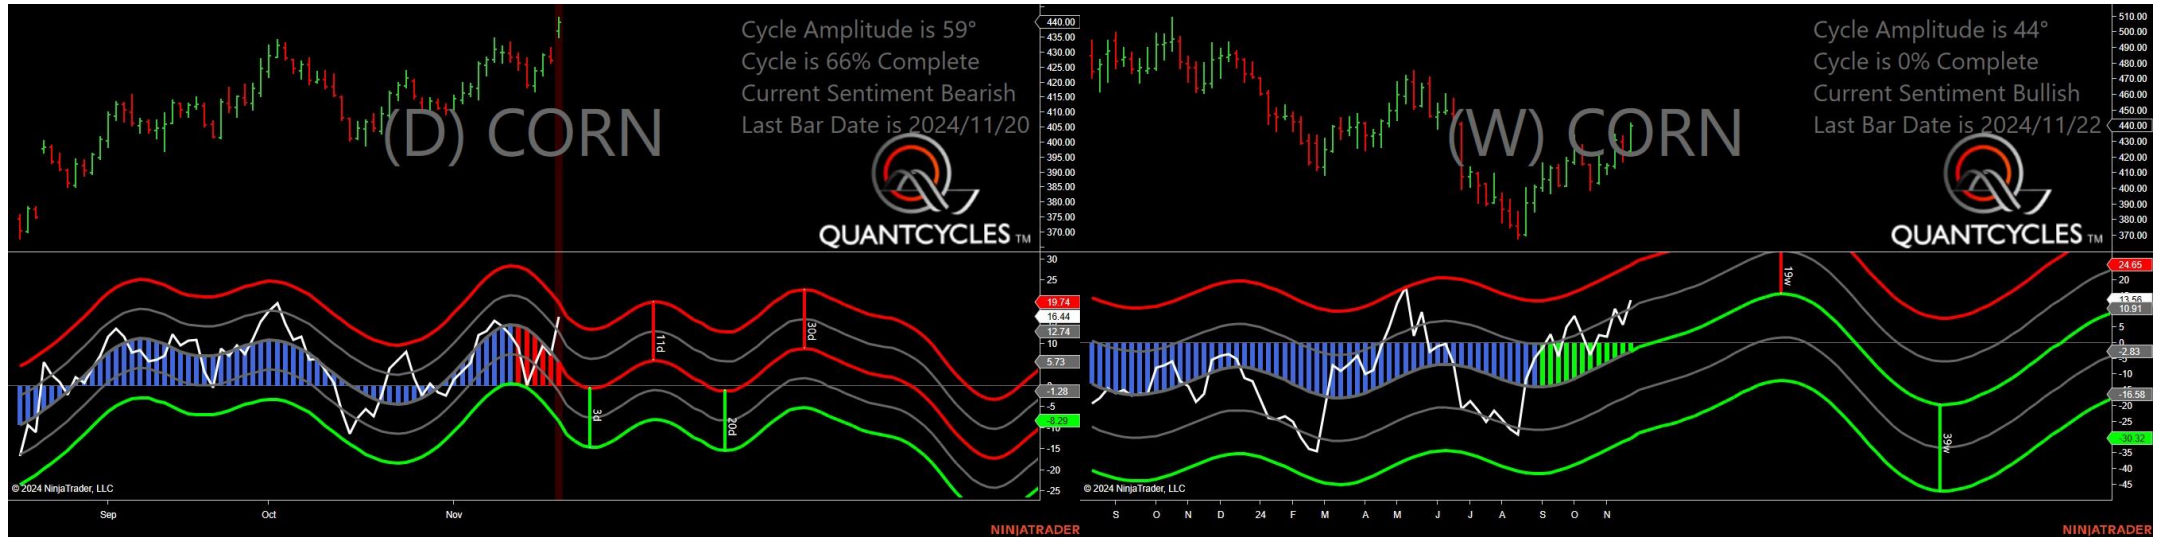 Cycle Amplitude is 59°
Cycle is 66% Complete
Current Sentiment Bearish
Last Bar Date is 2024/11/20
(D) CORN
QUANTCYCLES TM
440.00
435.00
430.00
425.00
420.00
415.00
410.00
405.00
400.00
395.00
390.00
385.00
380.00
375.00
370.00
30
25
19.74
16.44
12.74
10
5.73
-1.28
-5
-8.29
-10
-15
-20
-25
11d
30d
3d
20d
© 2024 NinjaTrader, LLC
Sep
Oct
Nov
NINJATRADER
Cycle Amplitude is 44°
Cycle is 0% Complete
Current Sentiment Bullish
Last Bar Date is 2024/11/22
(W) CORN
QUANTCYCLES TM
510.00
500.00
490.00
480.00
470.00
460.00
450.00
440.00
430.00
420.00
410.00
400.00
390.00
380.00
370.00
24.65
20
13.56
10.91
5
0
-2.83
-10
-16.58
-20
-25
-30.32
-35
-40
-45
19w
39w
© 2024 NinjaTrader, LLC
S
O
N
D
24
F
M
A
M
J
J
A
S
O
N
NINJATRADER